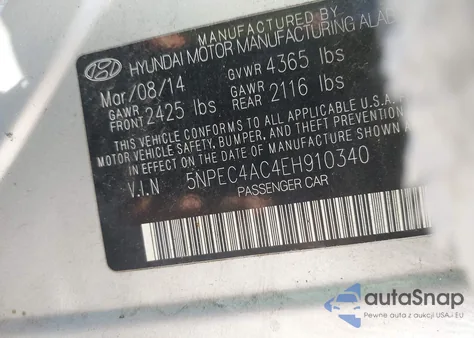 MANUFACTURED BY
HYUNDAI MOTOR MANUFACTURING ALAB
Mar/08/14 GVWR 4365 lbs
GAWR FRONT 2425 lbs GAWR REAR 2116 lbs
THIS VEHICLE CONFORMS TO ALL APPLICABLE U.S.A.
MOTOR VEHICLE SAFETY, BUMPER, AND THEFT PREVENTION
IN EFFECT ON THE DATE OF MANUFACTURE SHOWN
V.I.N 5NPEC4AC4EH910340
PASSENGER CAR
autoSnap
Pewne auta z aukcji USA i EU